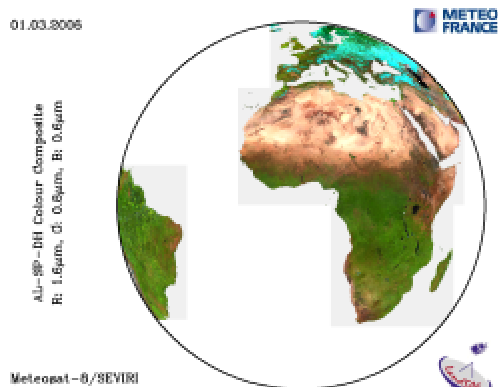 01.03.2006
METEO
FRANCE
AL-SP-DH Colour Composite
R: 1.6μm, G: 0.8μm, B: 0.6μm
Meteosat-8/SEVIRI